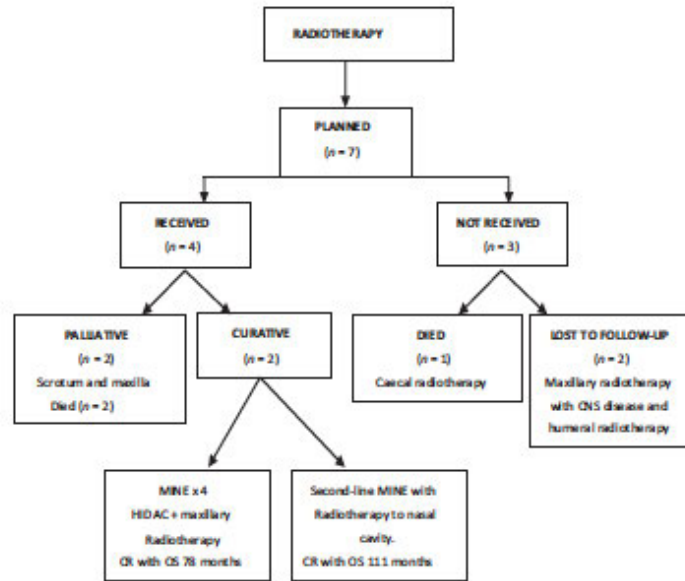 RADIOTHERAPY
PLANNED
(n = 7)
RECEIVED
(n = 4)
NOT RECEIVED
(n = 3)
PALLIATIVE
(n = 2)
Scrotum and maxilla
Died (n = 2)
CURATIVE
(n = 2)
DIED
(n = 1)
Caecal radiotherapy
LOST TO FOLLOW-UP
(n = 2)
Maxillary radiotherapy
with CNS disease and
humeral radiotherapy
MINE x 4
HIDAC + maxillary
Radiotherapy
CR with OS 78 months
Second-line MINE with
Radiotherapy to nasal
cavity.
CR with OS 111 months